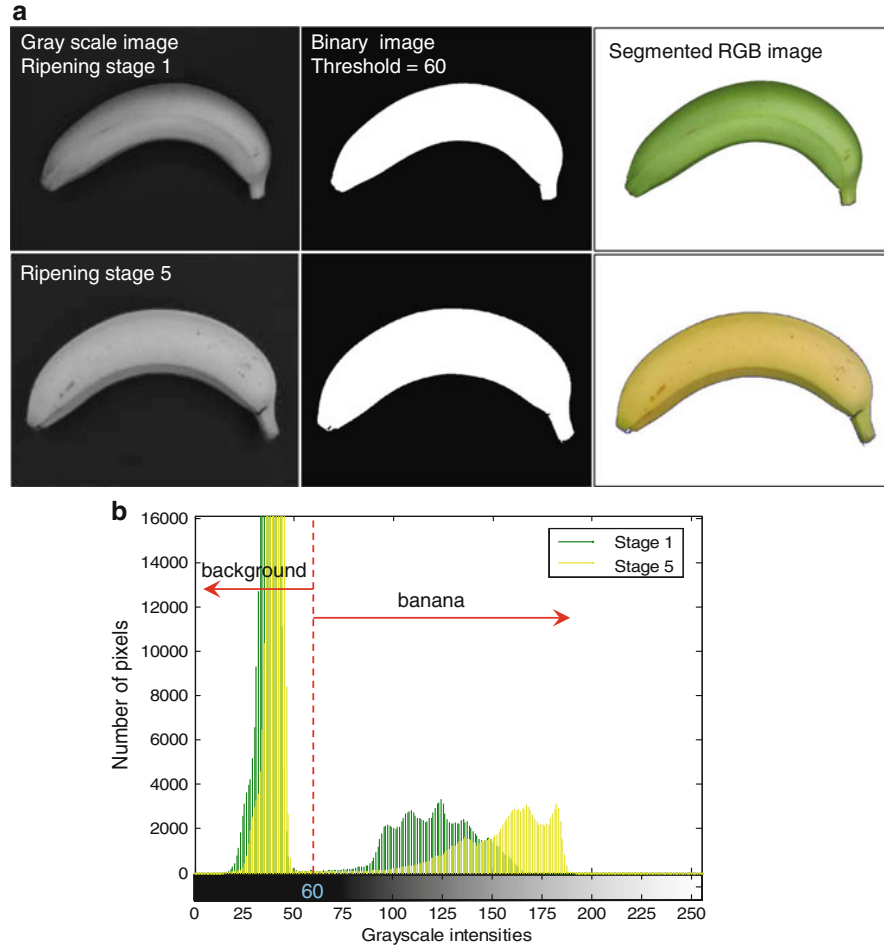 a
Gray scale image
Ripening stage 1
Binary image
Threshold = 60
Segmented RGB image
Ripening stage 5
b
16000
14000
12000
10000
8000
6000
4000
2000
0
Number of pixels
background
banana
Stage 1
Stage 5
60
0 25 50 75 100 125 150 175 200 225 250
Grayscale intensities